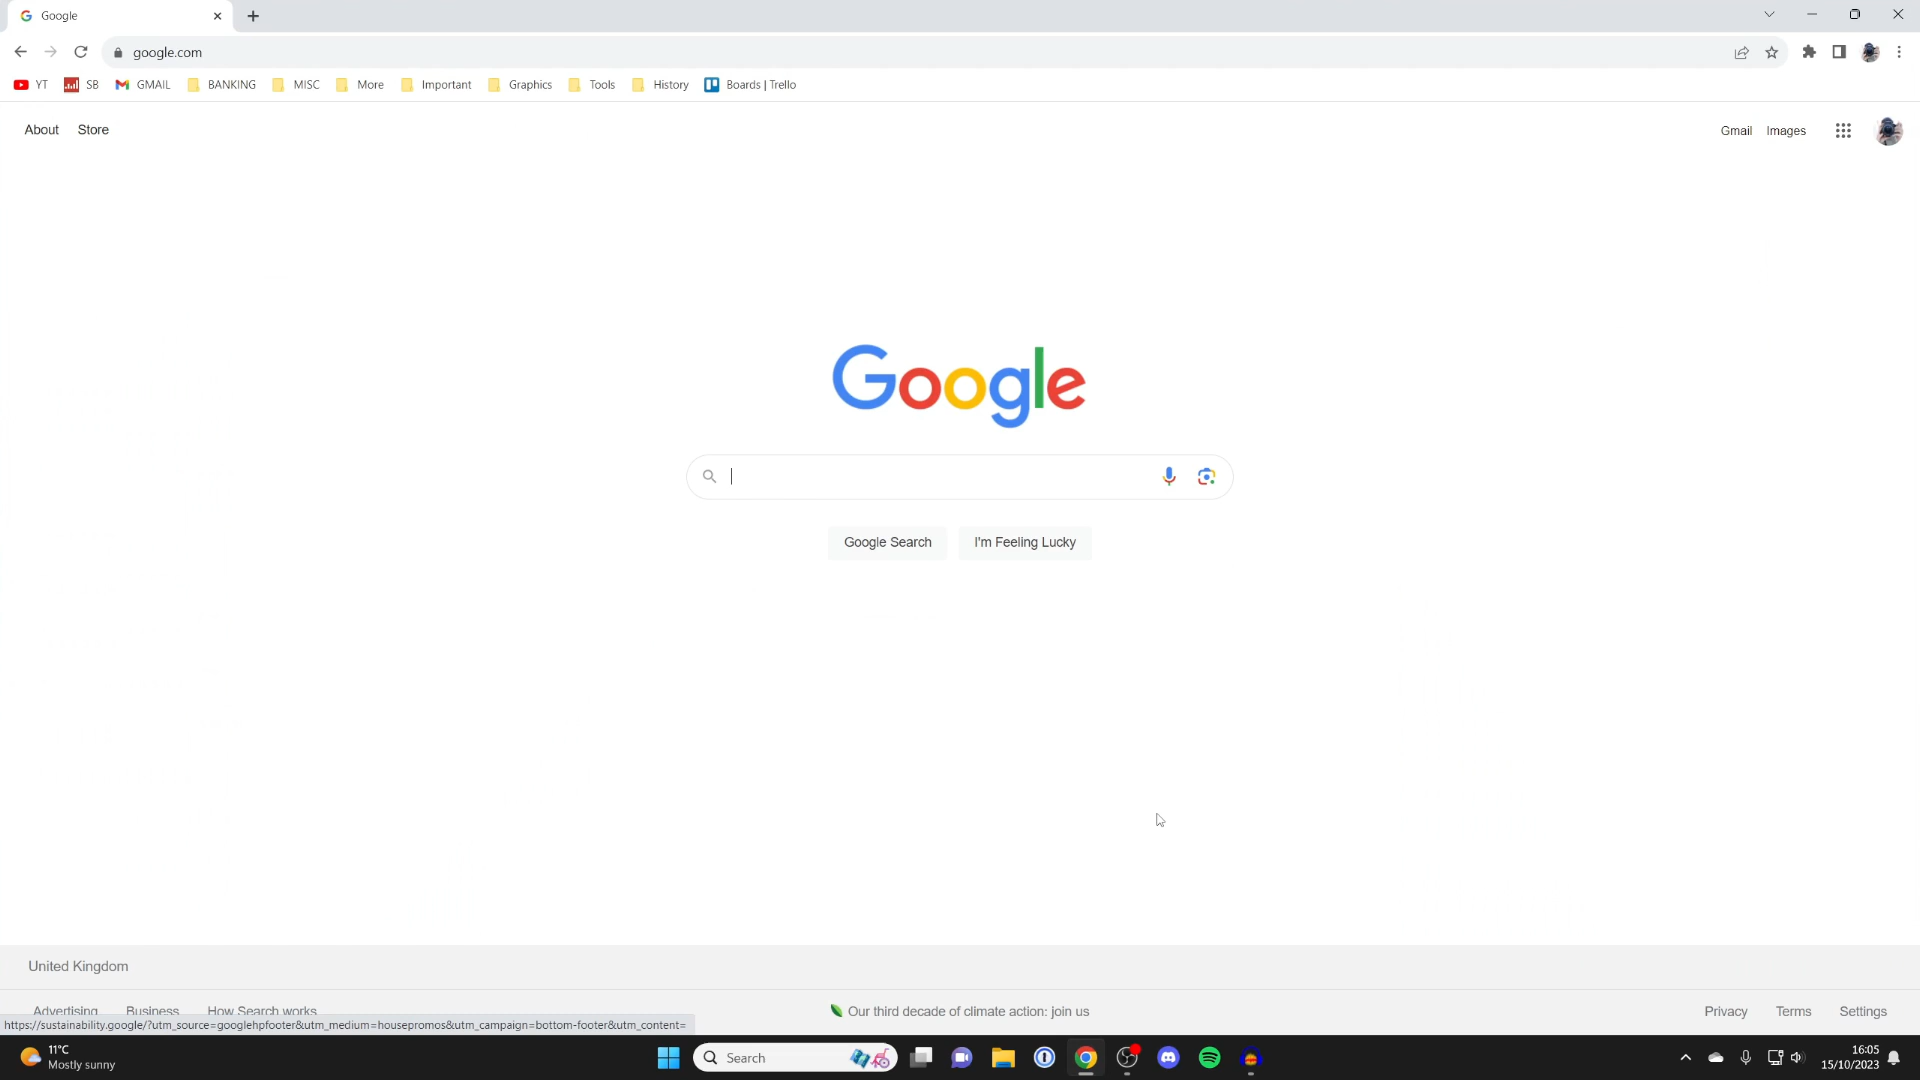 Google
google.com
YT SB GMAIL BANKING MISC More Important Graphics Tools History Boards | Trello
About Store Gmail Images
Google
Google Search I'm Feeling Lucky
United Kingdom
Advertising Business How Search works Our third decade of climate action: join us Privacy Terms Settings
https://sustainability.google/?utm_source=googlehpfooter&utm_medium=housepromos&utm_campaign=bottom-footer&utm_content=
11°C
Mostly sunny
Search
16:05
15/10/2023